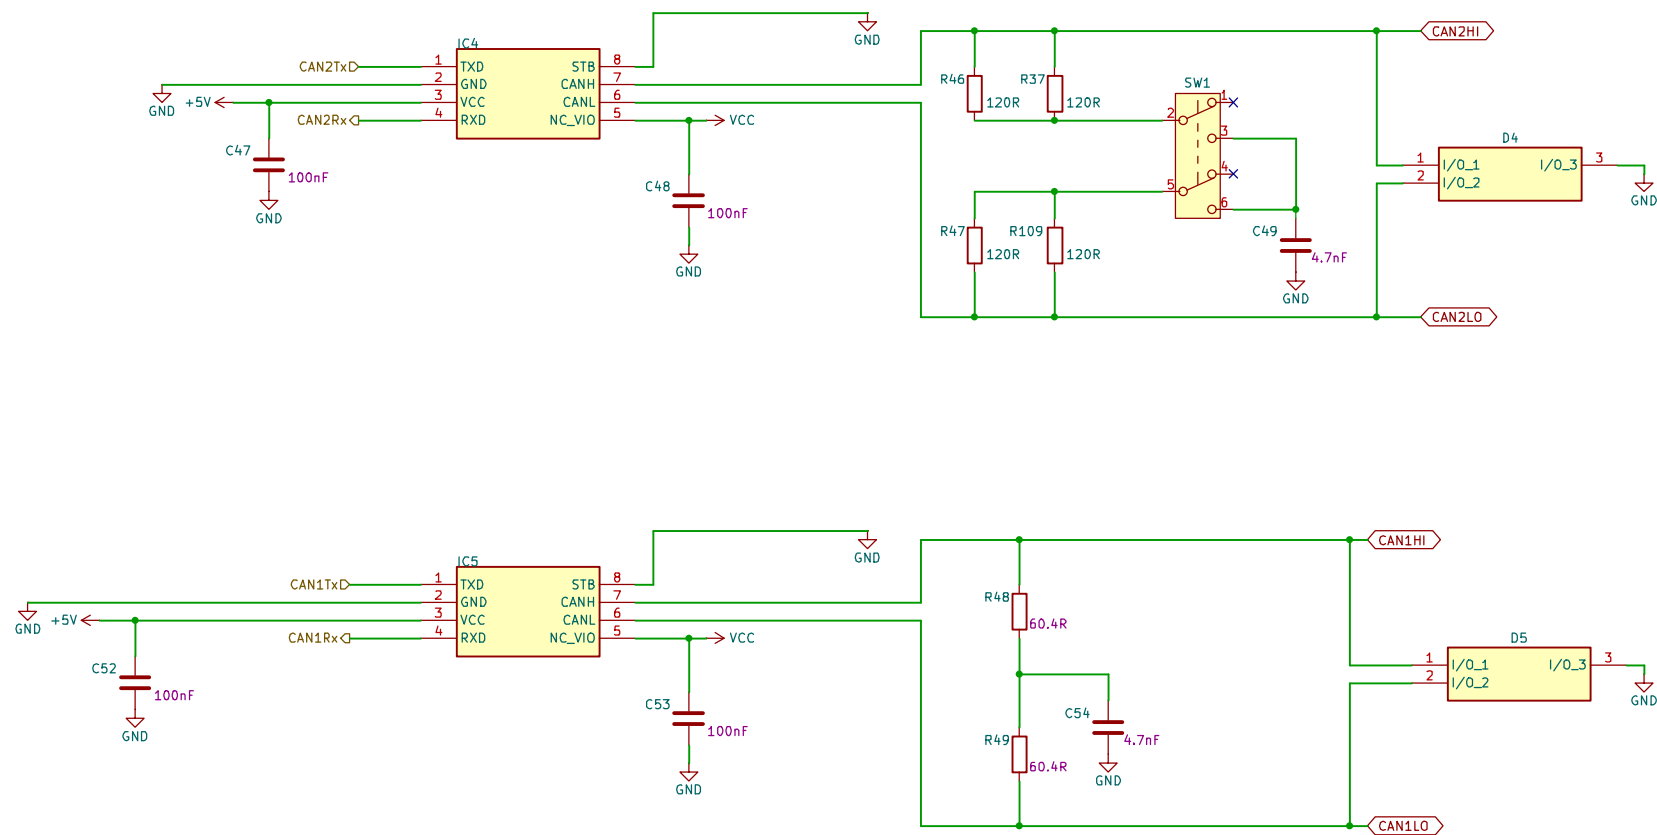 GND
IC4
CAN2Tx 1 TXD STB 8
GND 2 GND CANH 7
+5V 3 VCC CANL 6
CAN2Rx 4 RXD NC_VIO 5 VCC
C47 100nF
GND
C48 100nF
GND
CAN2HI
R46 120R
R37 120R
SW1
1
2
3
4
5
6
R47 120R
R109 120R
C49 4.7nF
GND
D4
1 I/O_1 I/O_3 3
2 I/O_2
GND
CAN2LO
GND
IC5
CAN1Tx 1 TXD STB 8
GND 2 GND CANH 7
+5V 3 VCC CANL 6
CAN1Rx 4 RXD NC_VIO 5 VCC
C52 100nF
GND
C53 100nF
GND
CAN1HI
R48 60.4R
C54 4.7nF
GND
R49 60.4R
D5
1 I/O_1 I/O_3 3
2 I/O_2
GND
CAN1LO